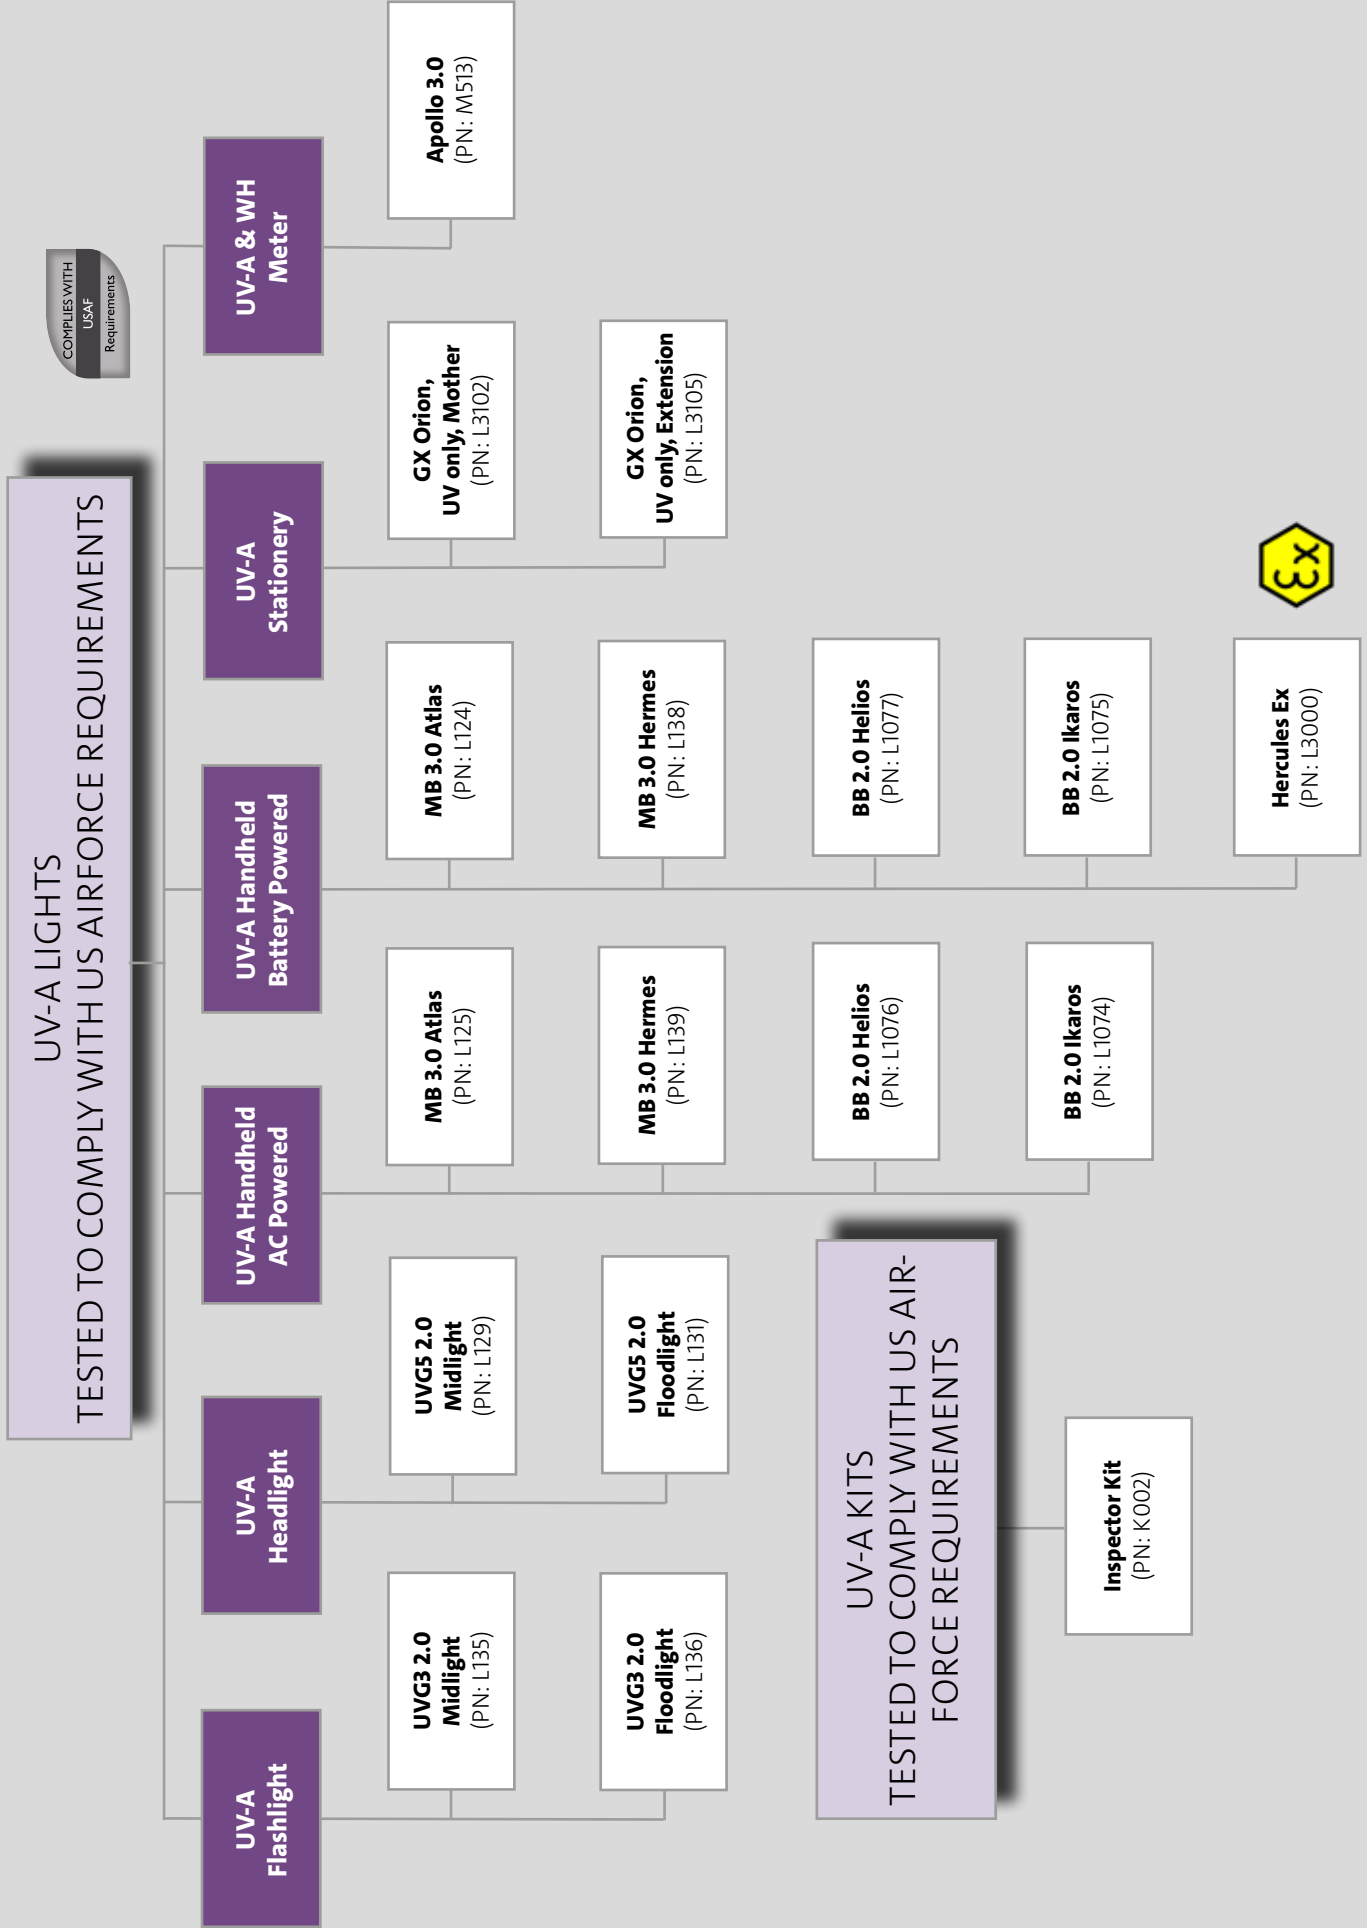 UV-A LIGHTS
TESTED TO COMPLY WITH US AIRFORCE REQUIREMENTS
COMPLIES WITH
USAF
Requirements
UV-A
Flashlight
UVG3 2.0
Midlight
(PN: L135)
UVG3 2.0
Floodlight
(PN: L136)
UV-A
Headlight
UVG5 2.0
Midlight
(PN: L129)
UVG5 2.0
Floodlight
(PN: L131)
UV-A Handheld
AC Powered
MB 3.0 Atlas
(PN: L125)
MB 3.0 Hermes
(PN: L139)
BB 2.0 Helios
(PN: L1076)
BB 2.0 Ikaros
(PN: L1074)
UV-A Handheld
Battery Powered
MB 3.0 Atlas
(PN: L124)
MB 3.0 Hermes
(PN: L138)
BB 2.0 Helios
(PN: L1077)
BB 2.0 Ikaros
(PN: L1075)
Hercules Ex
(PN: L3000)
εx
UV-A
Stationery
GX Orion,
UV only, Mother
(PN: L3102)
GX Orion,
UV only, Extension
(PN: L3105)
UV-A & WH
Meter
Apollo 3.0
(PN: M513)
UV-A KITS
TESTED TO COMPLY WITH US AIR-
FORCE REQUIREMENTS
Inspector Kit
(PN: K002)